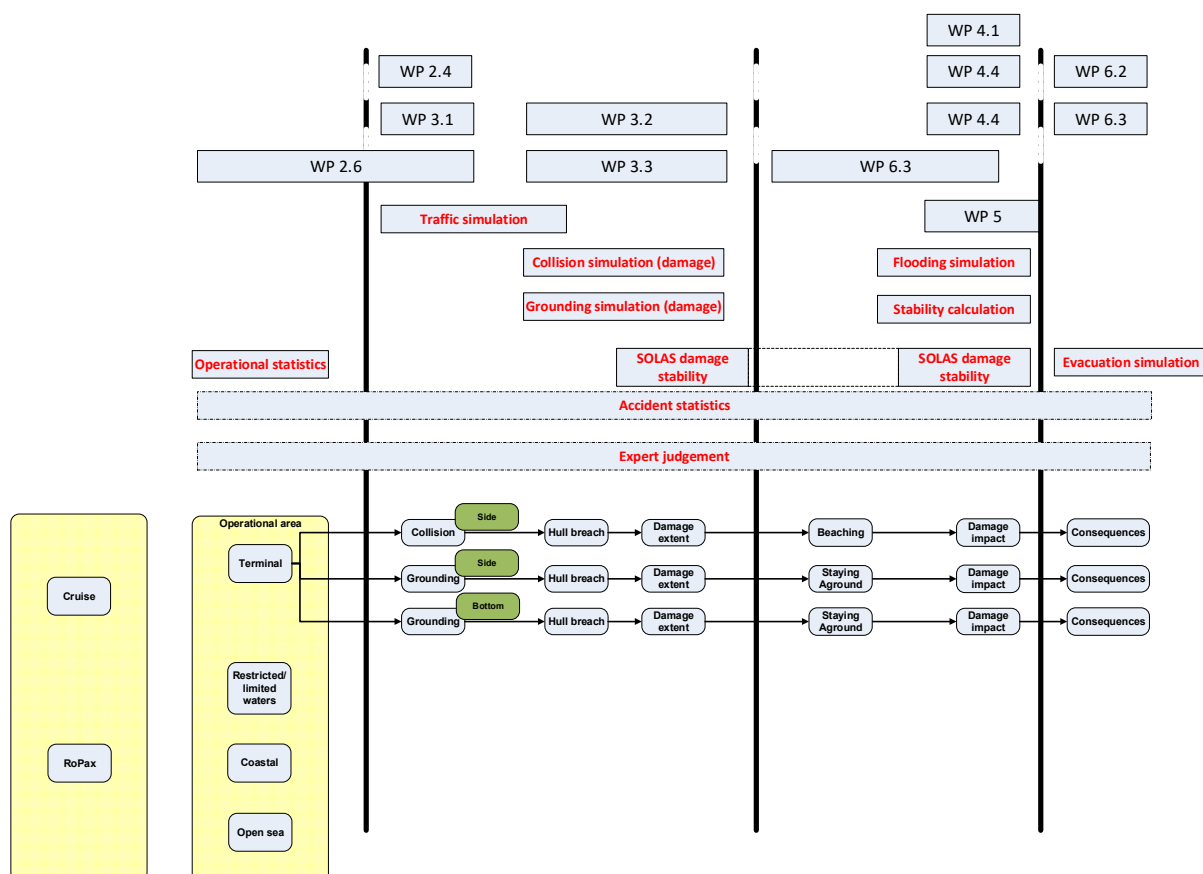 WP 4.1
WP 2.4
WP 4.4
WP 6.2
WP 3.1
WP 3.2
WP 4.4
WP 6.3
WP 2.6
WP 3.3
WP 6.3
Traffic simulation
WP 5
Collision simulation (damage)
Flooding simulation
Grounding simulation (damage)
Stability calculation
Operational statistics
SOLAS damage
stability
SOLAS damage
stability
Evacuation simulation
Accident statistics
Expert judgement
Operational area
Terminal
Collision
Side
Hull breach
Damage
extent
Beaching
Damage
impact
Consequences
Grounding
Side
Hull breach
Damage
extent
Staying
Aground
Damage
impact
Consequences
Cruise
Grounding
Bottom
Hull breach
Damage
extent
Staying
Aground
Damage
impact
Consequences
Restricted/
limited
waters
RoPax
Coastal
Open sea